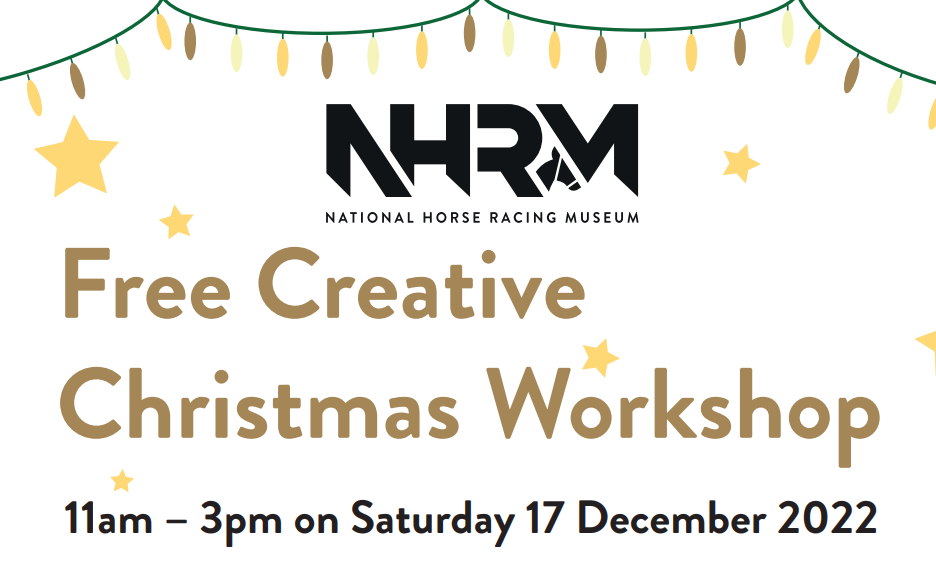 NHRM
NATIONAL HORSE RACING MUSEUM
Free Creative
Christmas Workshop
11am – 3pm on Saturday 17 December 2022